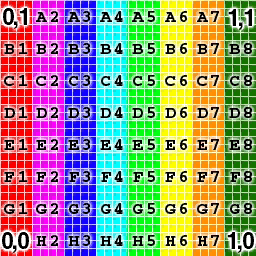 0,1 A2 A3 A4 A5 A6 A7 1,1
B1 B2 B3 B4 B5 B6 B7 B8
C1 C2 C3 C4 C5 C6 C7 C8
D1 D2 D3 D4 D5 D6 D7 D8
E1 E2 E3 E4 E5 E6 E7 E8
F1 F2 F3 F4 F5 F6 F7 F8
G1 G2 G3 G4 G5 G6 G7 G8
0,0 H2 H3 H4 H5 H6 H7 1,0